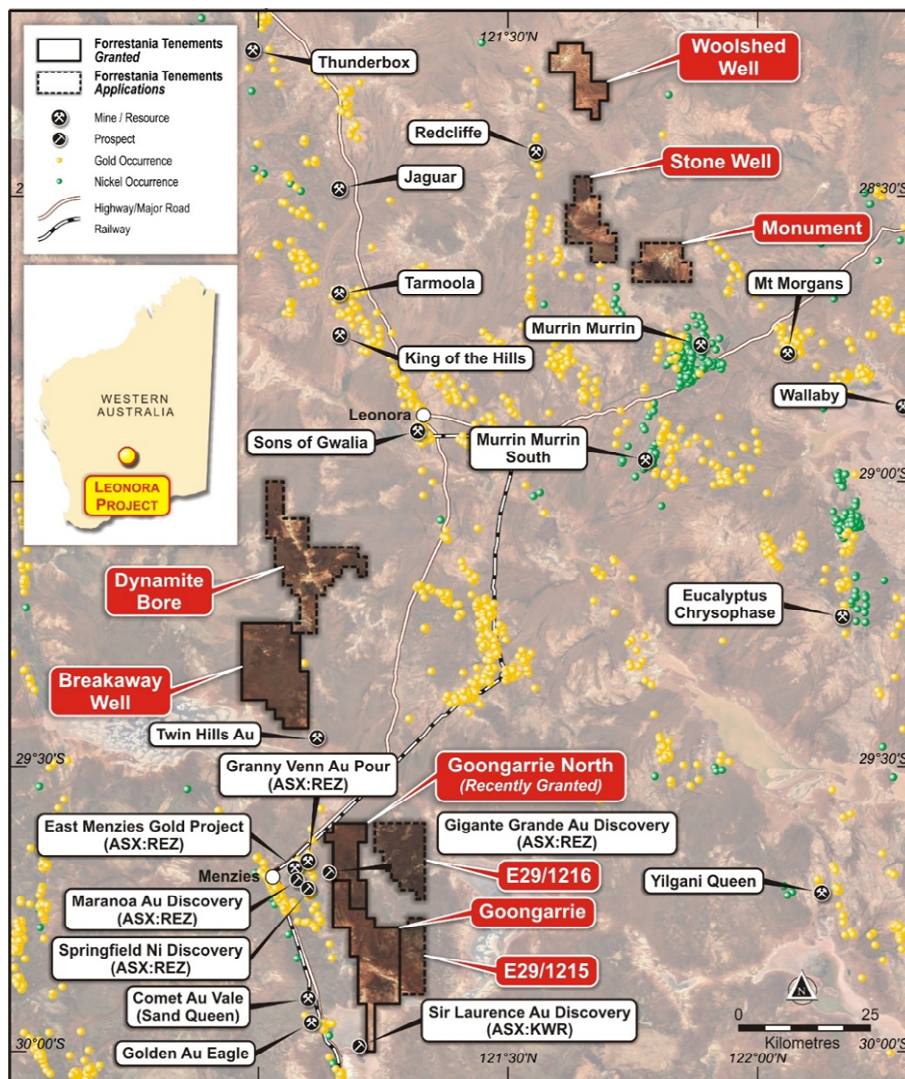 Forrestania Tenements
Granted
Forrestania Tenements
Applications
Mine / Resource
Prospect
Gold Occurrence
Nickel Occurrence
Highway/Major Road
Railway
WESTERN
AUSTRALIA
LEONORA
PROJECT
121°30'E
Thunderbox
Woolshed
Well
Redcliffe
Stone Well
Jaguar
28°30'S
Monument
Tarmoola
Mt Morgans
Murrin Murrin
King of the Hills
Wallaby
Leonora
Sons of Gwalia
Murrin Murrin
South
29°00'S
Dynamite
Bore
Eucalyptus
Chrysophase
Breakaway
Well
Twin Hills Au
29°30'S
29°30'S
Granny Venn Au Pour
(ASX:REZ)
Goongarrie North
(Recently Granted)
East Menzies Gold Project
(ASX:REZ)
Gigante Grande Au Discovery
(ASX:REZ)
Menzies
E29/1216
Yilgani Queen
Maranoa Au Discovery
(ASX:REZ)
Goongarrie
Springfield Ni Discovery
(ASX:REZ)
E29/1215
Comet Au Vale
(Sand Queen)
Sir Laurence Au Discovery
(ASX:KWR)
N
0
25
Kilometres
Golden Au Eagle
30°00'S
30°00'S
121°30'E
122°00'E